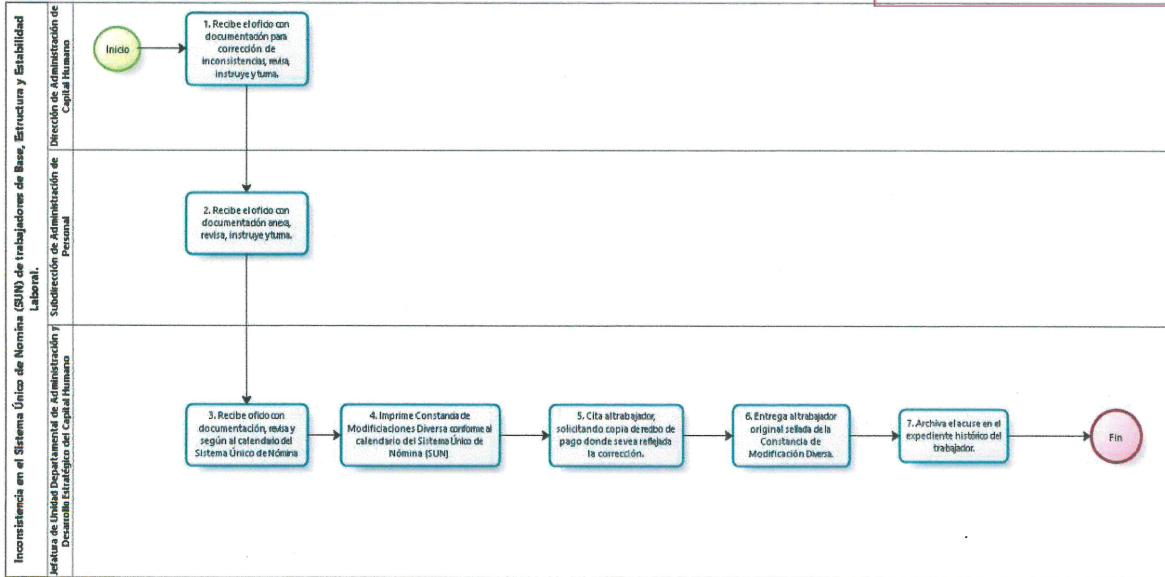 Inconsistencia en el Sistema Único de Nomina (SUN) de trabajadores de Base, Estructura y Estabilidad
Laboral.
Dirección de Administración de
Capital Humano
Inicio
1. Recibe el oficio con
documentación para
corrección de
inconsistencias, revisa,
instruye y turna.
Subdirección de Administración de
Personal
2. Recibe el oficio con
documentación anexa,
revisa, instruye y turna.
Jefatura de Unidad Departamental de Administración y
Desarrollo Estratégico del Capital Humano
3. Recibe oficio con
documentación, revisa y
según al calendario del
Sistema Único de Nómina
4. Imprime Constancia de
Modificiaciones Diversa conforme al
calendario del Sistema Único de
Nómina (SUN)
5. Cita al trabajador,
solicitando copia de recibo de
pago donde se vea reflejada
la corrección.
6. Entrega al trabajador
original sellada de la
Constancia de
Modificación Diversa.
7. Archiva el acuse en el
expediente histórico del
trabajador.
Fin